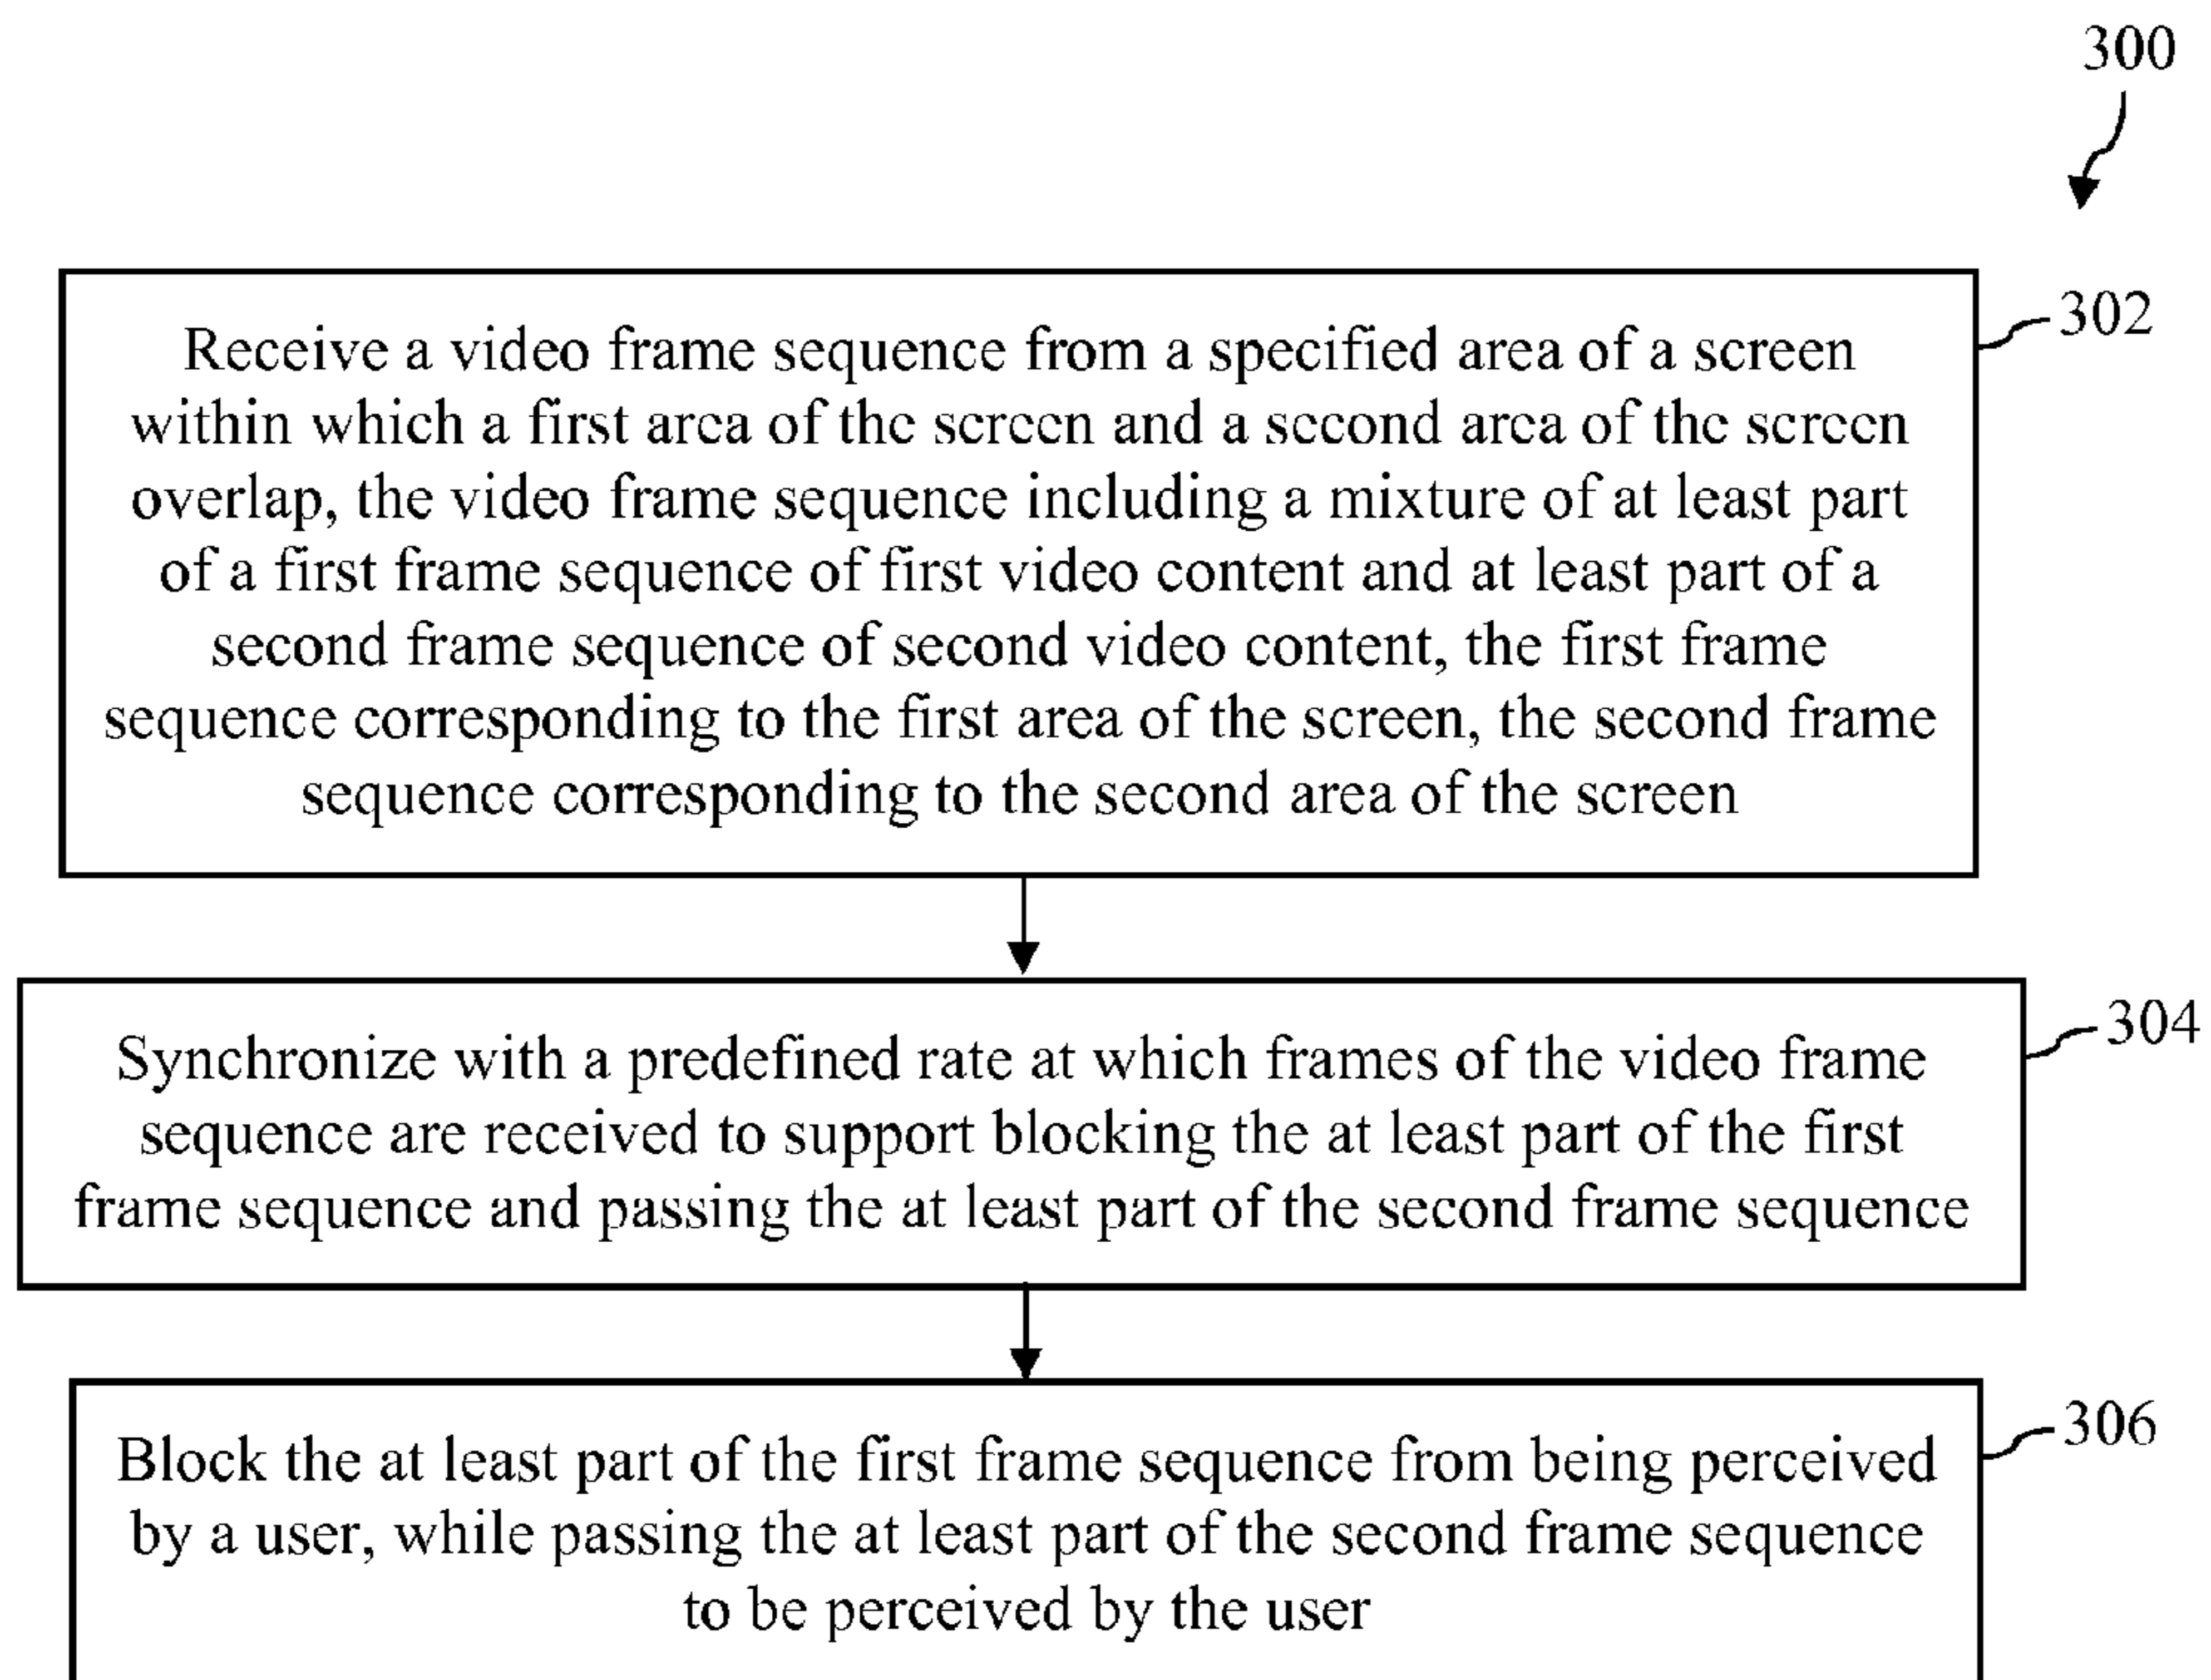 300
302
Receive a video frame sequence from a specified area of a screen
within which a first area of the screen and a second area of the screen
overlap, the video frame sequence including a mixture of at least part
of a first frame sequence of first video content and at least part of a
second frame sequence of second video content, the first frame
sequence corresponding to the first area of the screen, the second frame
sequence corresponding to the second area of the screen
304
Synchronize with a predefined rate at which frames of the video frame
sequence are received to support blocking the at least part of the first
frame sequence and passing the at least part of the second frame sequence
306
Block the at least part of the first frame sequence from being perceived
by a user, while passing the at least part of the second frame sequence
to be perceived by the user